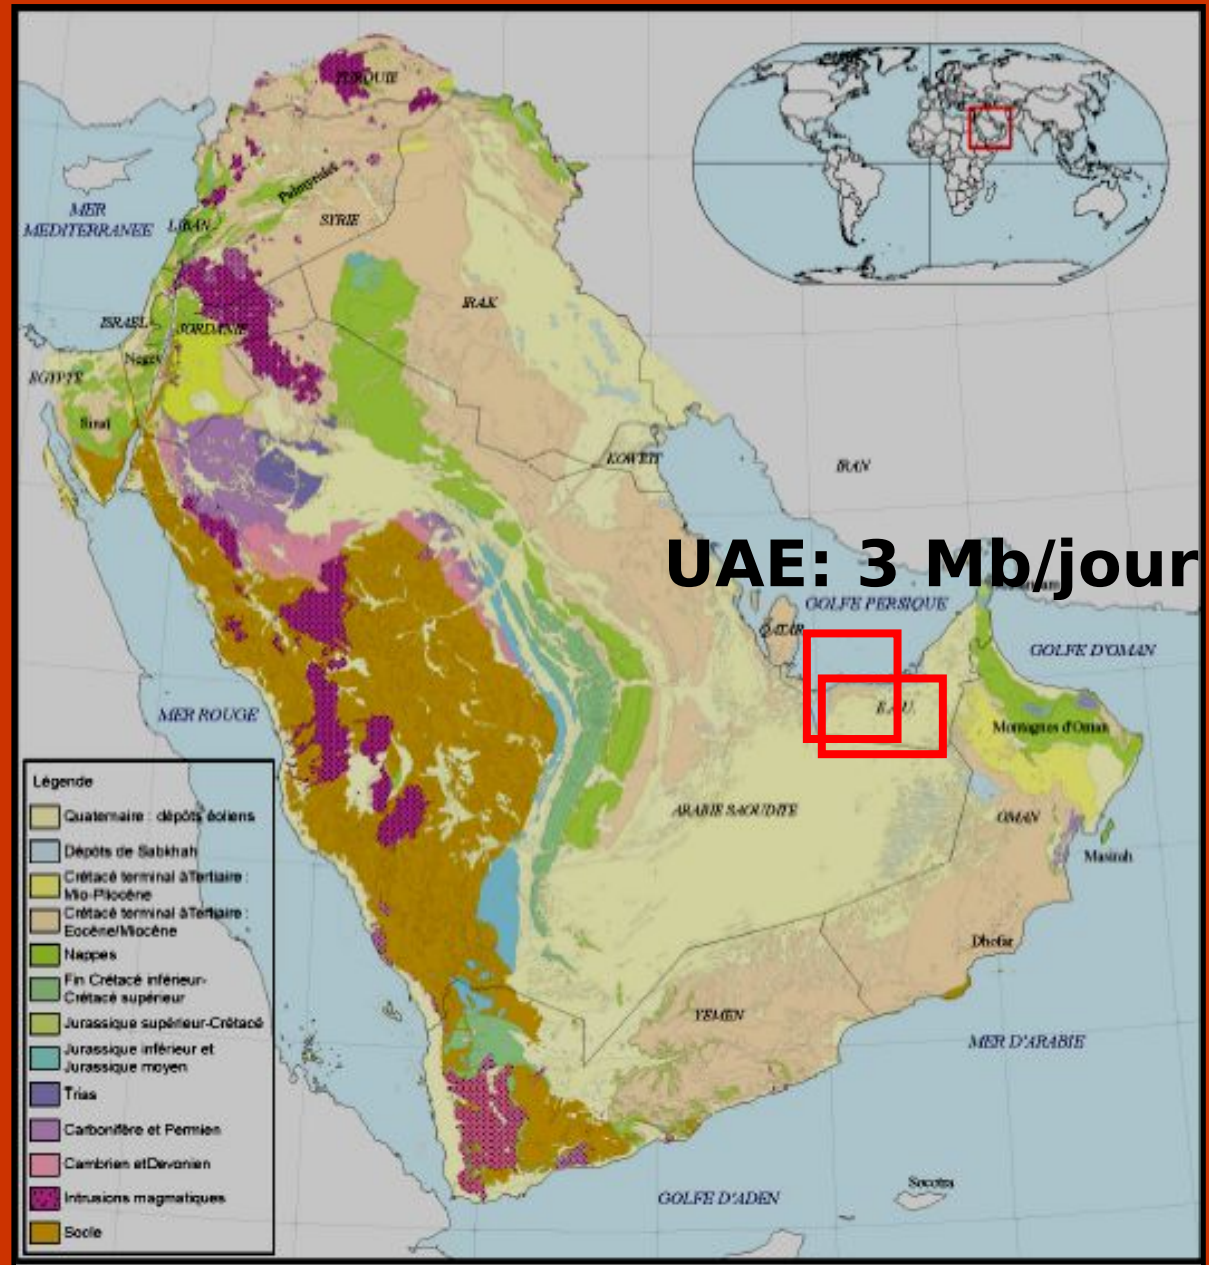 TURQUIE
Palmyrides
MER
MEDITERRANEE
LIBAN
SYRIE
IRAK
ISRAEL
JORDANIE
Negev
EGYPTE
Sinaï
KOWEIT
IRAN
UAE: 3 Mb/jour
GOLFE PERSIQUE
QATAR
GOLFE D'OMAN
E.A.U.
MER ROUGE
Montagnes d'Oman
ARABIE SAOUDITE
OMAN
Masirah
Dhofar
YEMEN
MER D'ARABIE
Socotra
GOLFE D'ADEN
Légende
Quaternaire : dépôts éoliens
Dépôts de Sabkhah
Crétacé terminal àTertiaire :
Mio-Pliocène
Crétacé terminal àTertiaire :
Eocène/Miocène
Nappes
Fin Crétacé inférieur-
Crétacé supérieur
Jurassique supérieur-Crétacé
Jurassique inférieur et
Jurassique moyen
Trias
Carbonifère et Permien
Cambrien etDevonien
Intrusions magmatiques
Socle